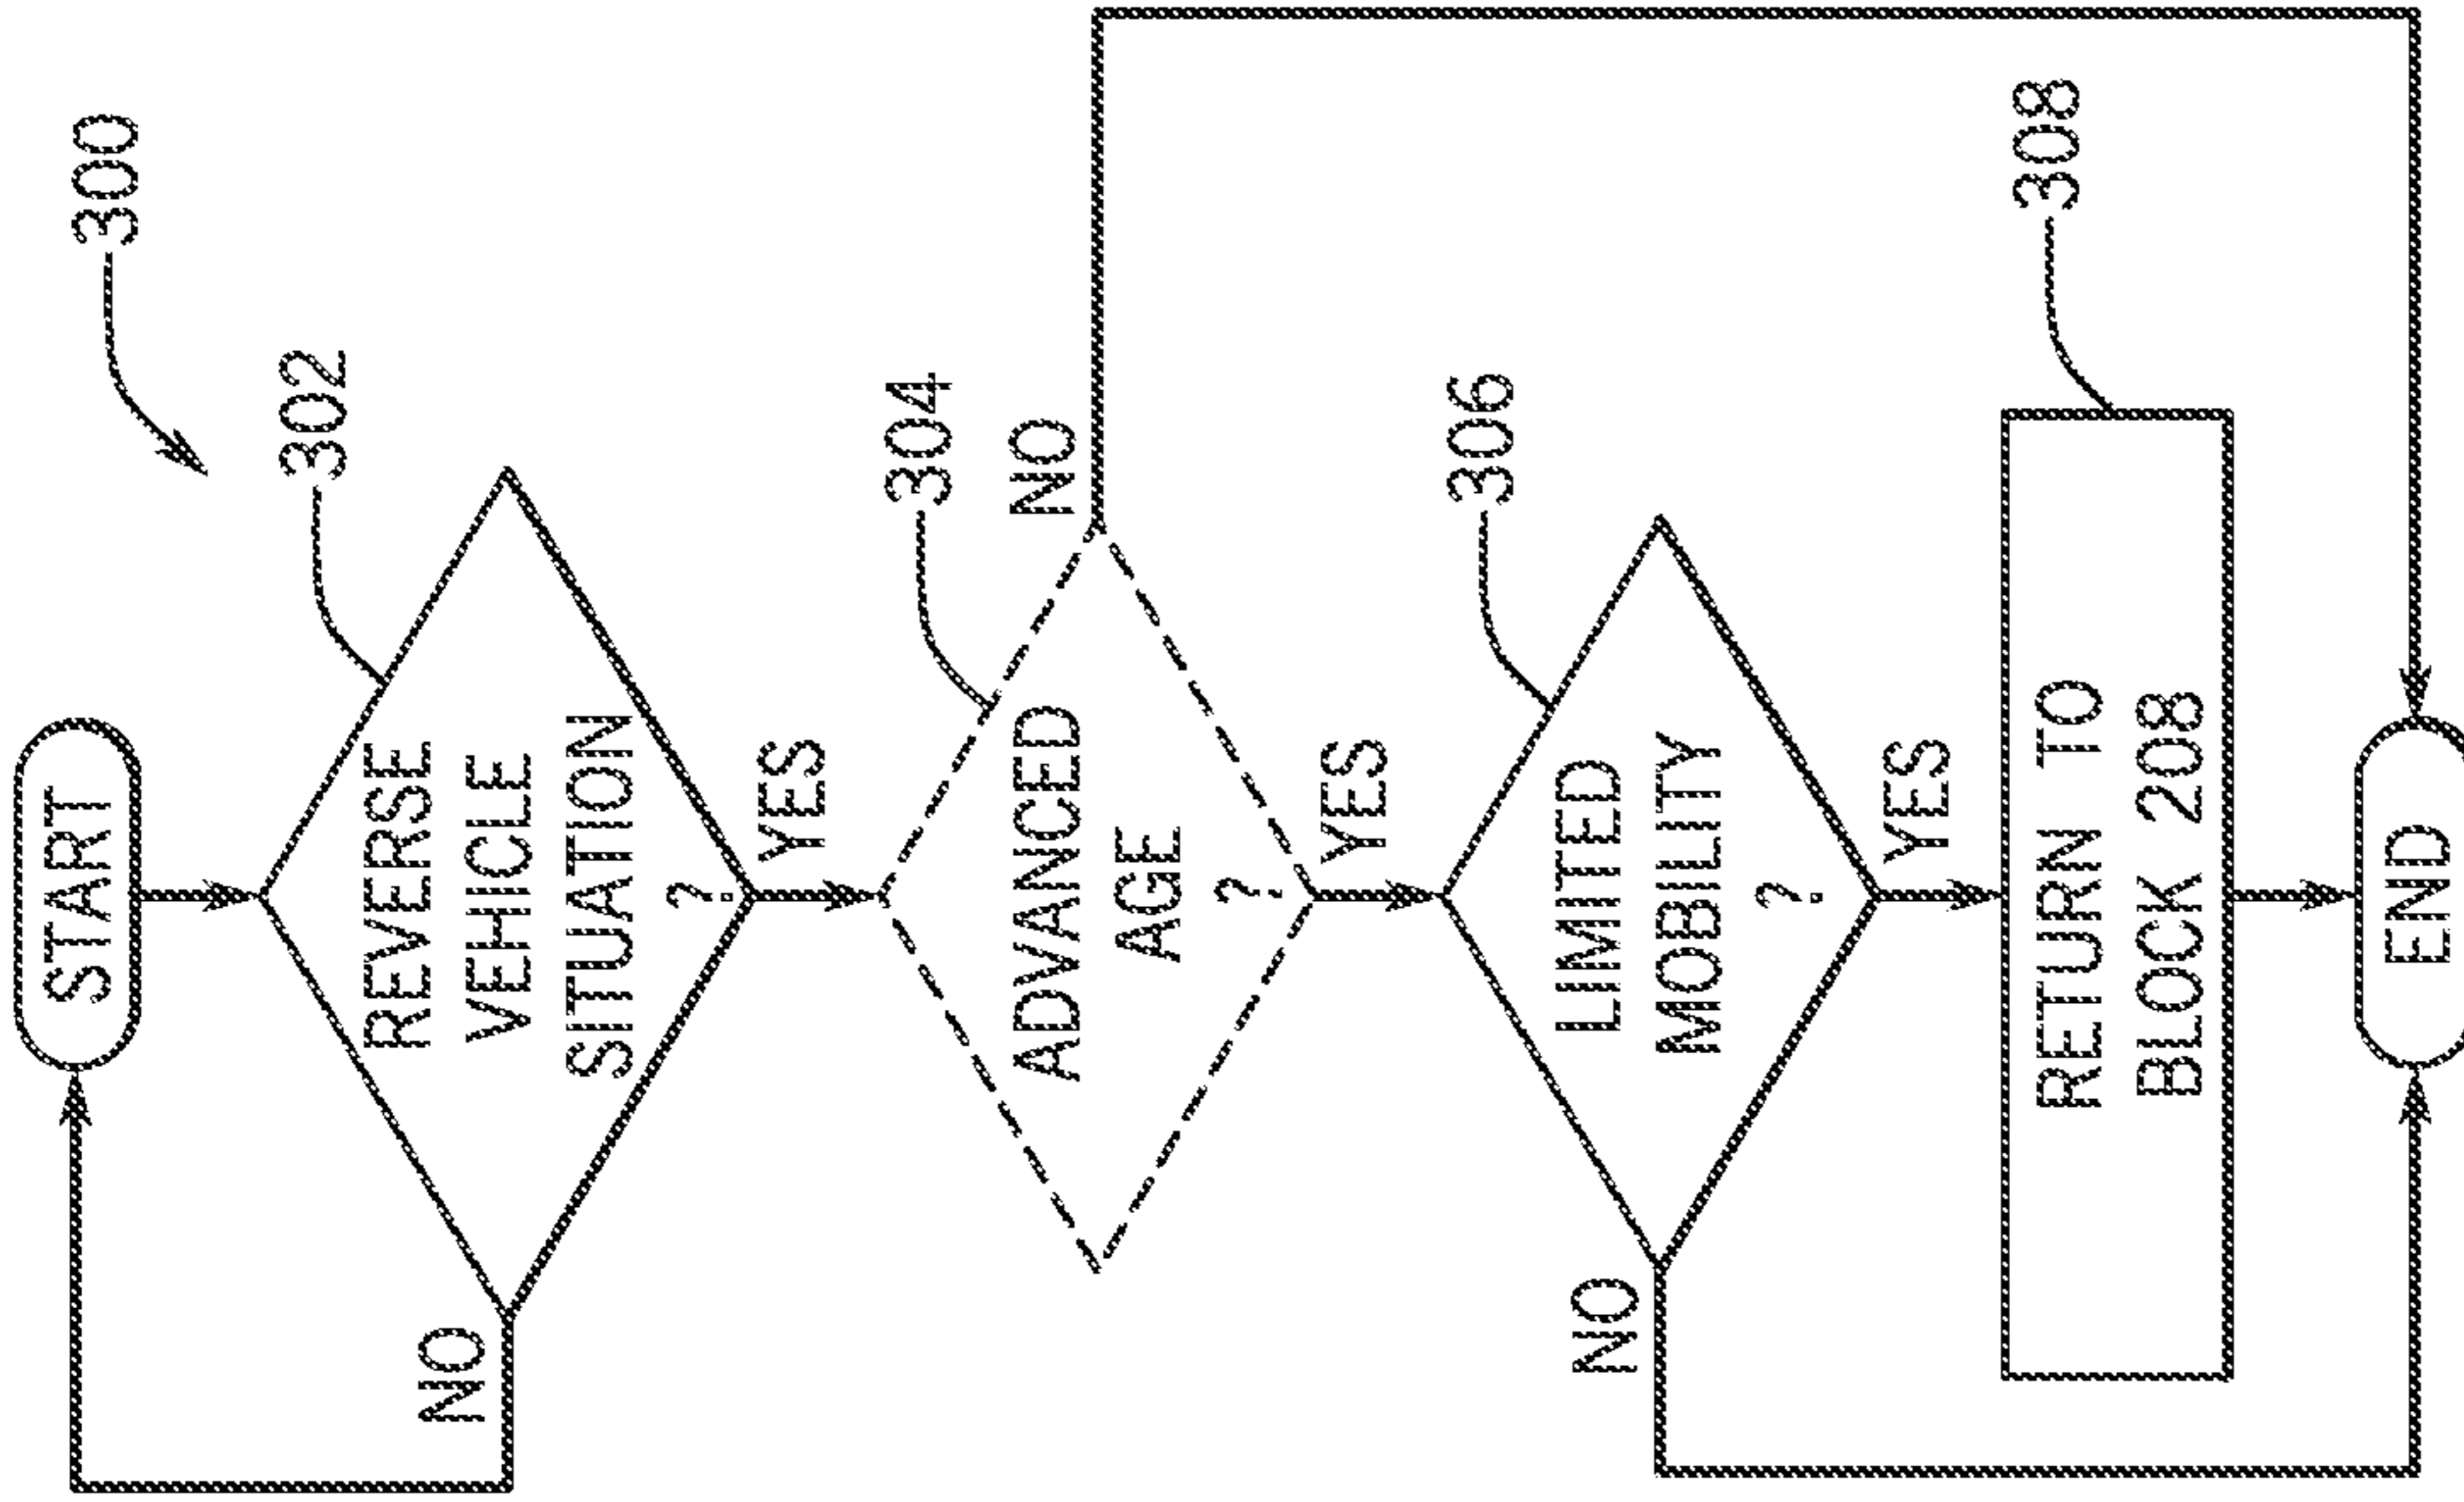 300
START
302
REVERSE
VEHICLE
SITUATION
?
NO
YES
304
ADVANCED
AGE
?
NO
YES
306
LIMITED
MOBILITY
?
NO
YES
308
RETURN TO
BLOCK 208
END